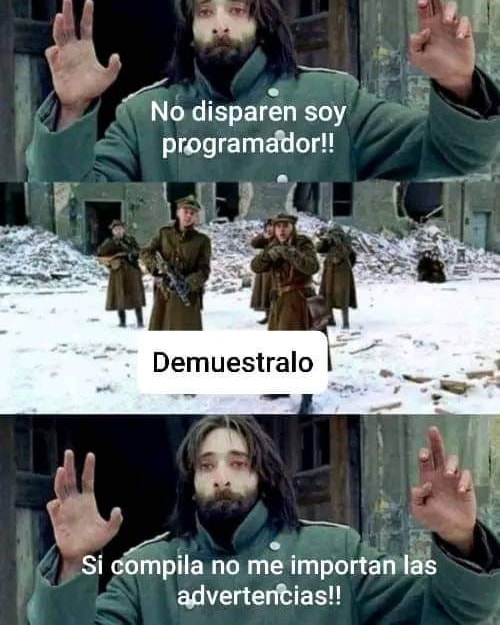 No disparen soy
programador!!
Demuestralo
Si compila no me importan las
advertencias!!